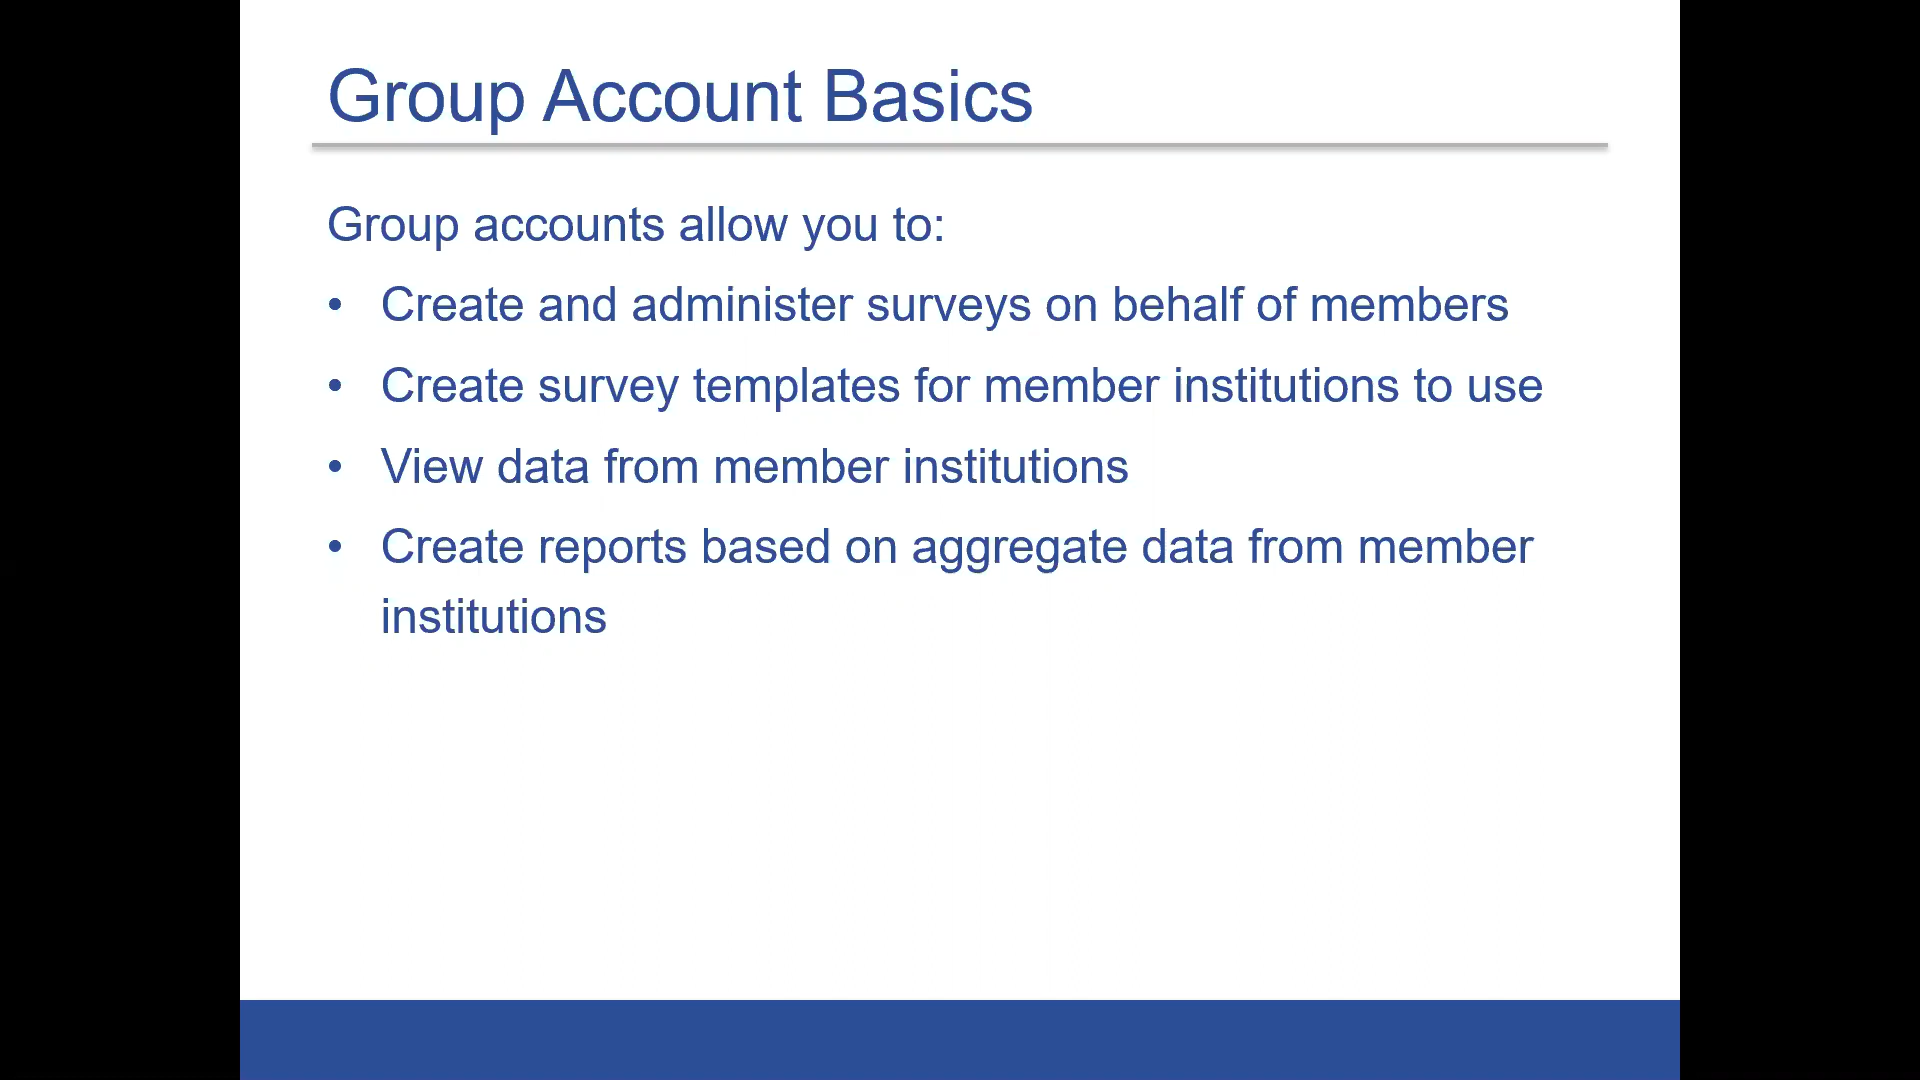 Group Account Basics
Group accounts allow you to:
• Create and administer surveys on behalf of members
• Create survey templates for member institutions to use
• View data from member institutions
• Create reports based on aggregate data from member
institutions